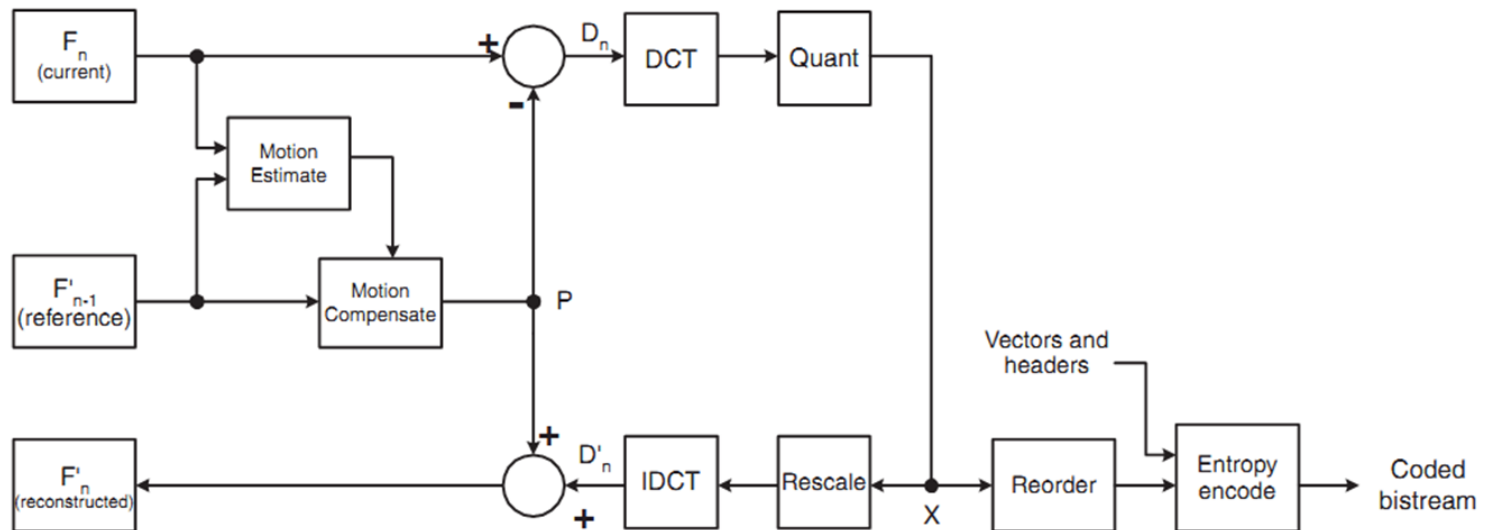 Fn
(current)
+
Dn
DCT
Quant
-
Motion
Estimate
F'n-1
(reference)
Motion
Compensate
P
Vectors and
headers
F'n
(reconstructed)
+
D'n
+
IDCT
Rescale
X
Reorder
Entropy
encode
Coded
bistream